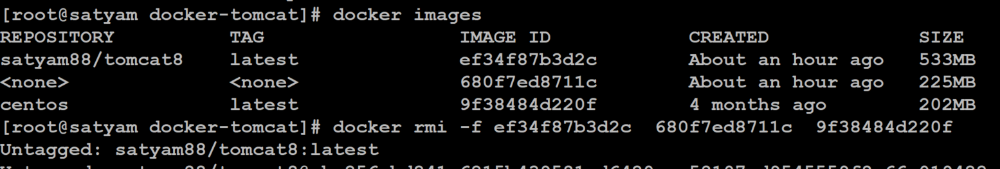 [root@satyam docker-tomcat]# docker images
REPOSITORY TAG IMAGE ID CREATED SIZE
satyam88/tomcat8 latest ef34f87b3d2c About an hour ago 533MB
<none> <none> 680f7ed8711c About an hour ago 225MB
centos latest 9f38484d220f 4 months ago 202MB
[root@satyam docker-tomcat]# docker rmi -f ef34f87b3d2c 680f7ed8711c 9f38484d220f
Untagged: satyam88/tomcat8:latest